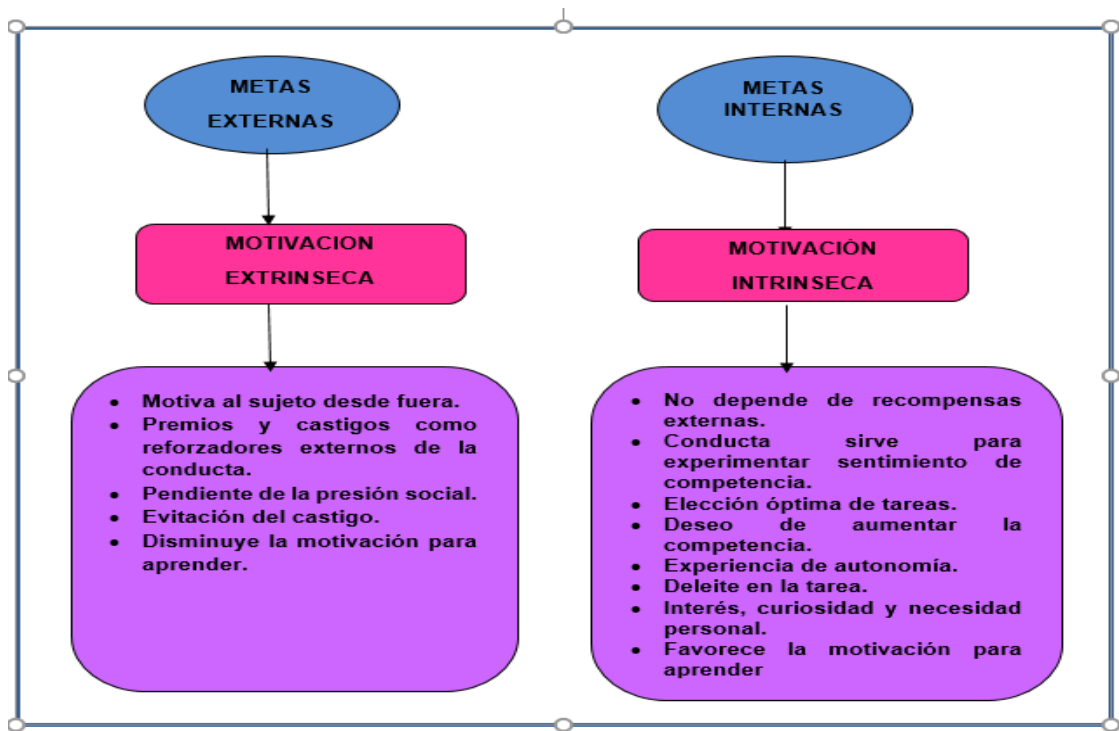 METAS
EXTERNAS
MOTIVACION
EXTRINSECA
• Motiva al sujeto desde fuera.
• Premios y castigos como
reforzadores externos de la
conducta.
• Pendiente de la presión social.
• Evitación del castigo.
• Disminuye la motivación para
aprender.
METAS
INTERNAS
MOTIVACIÓN
INTRINSECA
• No depende de recompensas
externas.
• Conducta sirve para
experimentar sentimiento de
competencia.
• Elección óptima de tareas.
• Deseo de aumentar la
competencia.
• Experiencia de autonomía.
• Deleite en la tarea.
• Interés, curiosidad y necesidad
personal.
• Favorece la motivación para
aprender